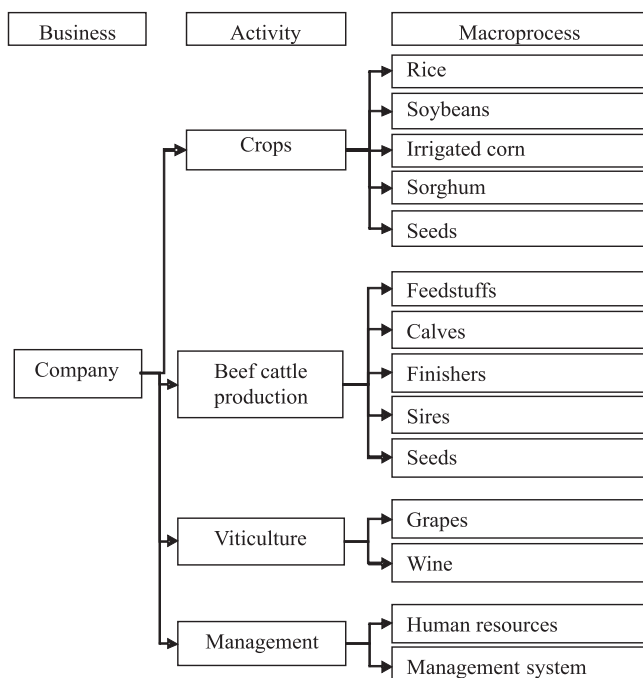 Business
Activity
Macroprocess
Company
Crops
Rice
Soybeans
Irrigated corn
Sorghum
Seeds
Beef cattle
production
Feedstuffs
Calves
Finishers
Sires
Seeds
Viticulture
Grapes
Wine
Management
Human resources
Management system